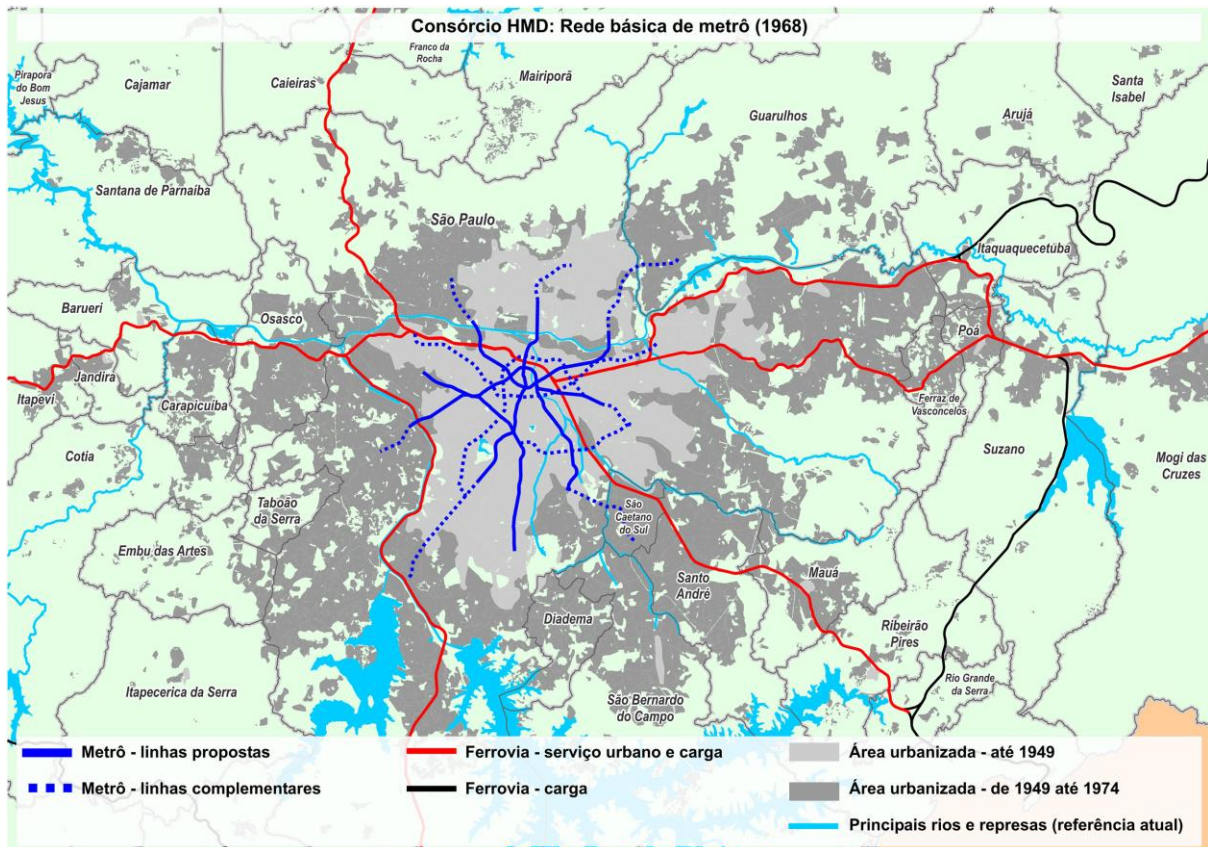 Consórcio HMD: Rede básica de metrô (1968)
Franco da
Rocha
Pirapora
do Bom
Jesus
Cajamar
Caieiras
Mairiporã
Santa
Isabel
Guarulhos
Arujá
Santana de Parnaíba
São Paulo
Itaquaquecetúba
Barueri
Osasco
Poá
Jandira
Itapevi
Carapicuiba
Ferraz de
Vasconcelos
Suzano
Cotia
Mogi das
Cruzes
Taboão
da Serra
São
Caetano
do Sul
Embu das Artes
Santo
André
Mauá
Diadema
Ribeirão
Pires
Itapecerica da Serra
Rio Grande
da Serra
São Bernardo
do Campo
Metrô - linhas propostas
Metrô - linhas complementares
Ferrovia - serviço urbano e carga
Ferrovia - carga
Área urbanizada - até 1949
Área urbanizada - de 1949 até 1974
Principais rios e represas (referência atual)